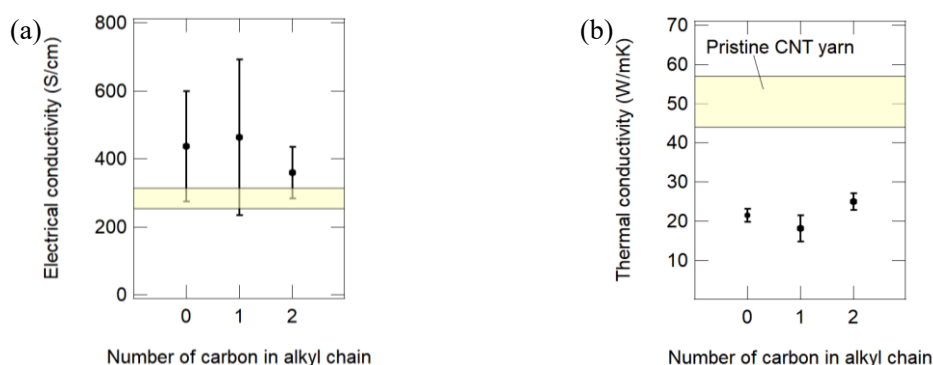 (a)
Electrical conductivity (S/cm)
800
600
400
200
0
0 1 2
Number of carbon in alkyl chain
(b)
Thermal conductivity (W/mK)
70
60
50
40
30
20
10
Pristine CNT yarn
0 1 2
Number of carbon in alkyl chain